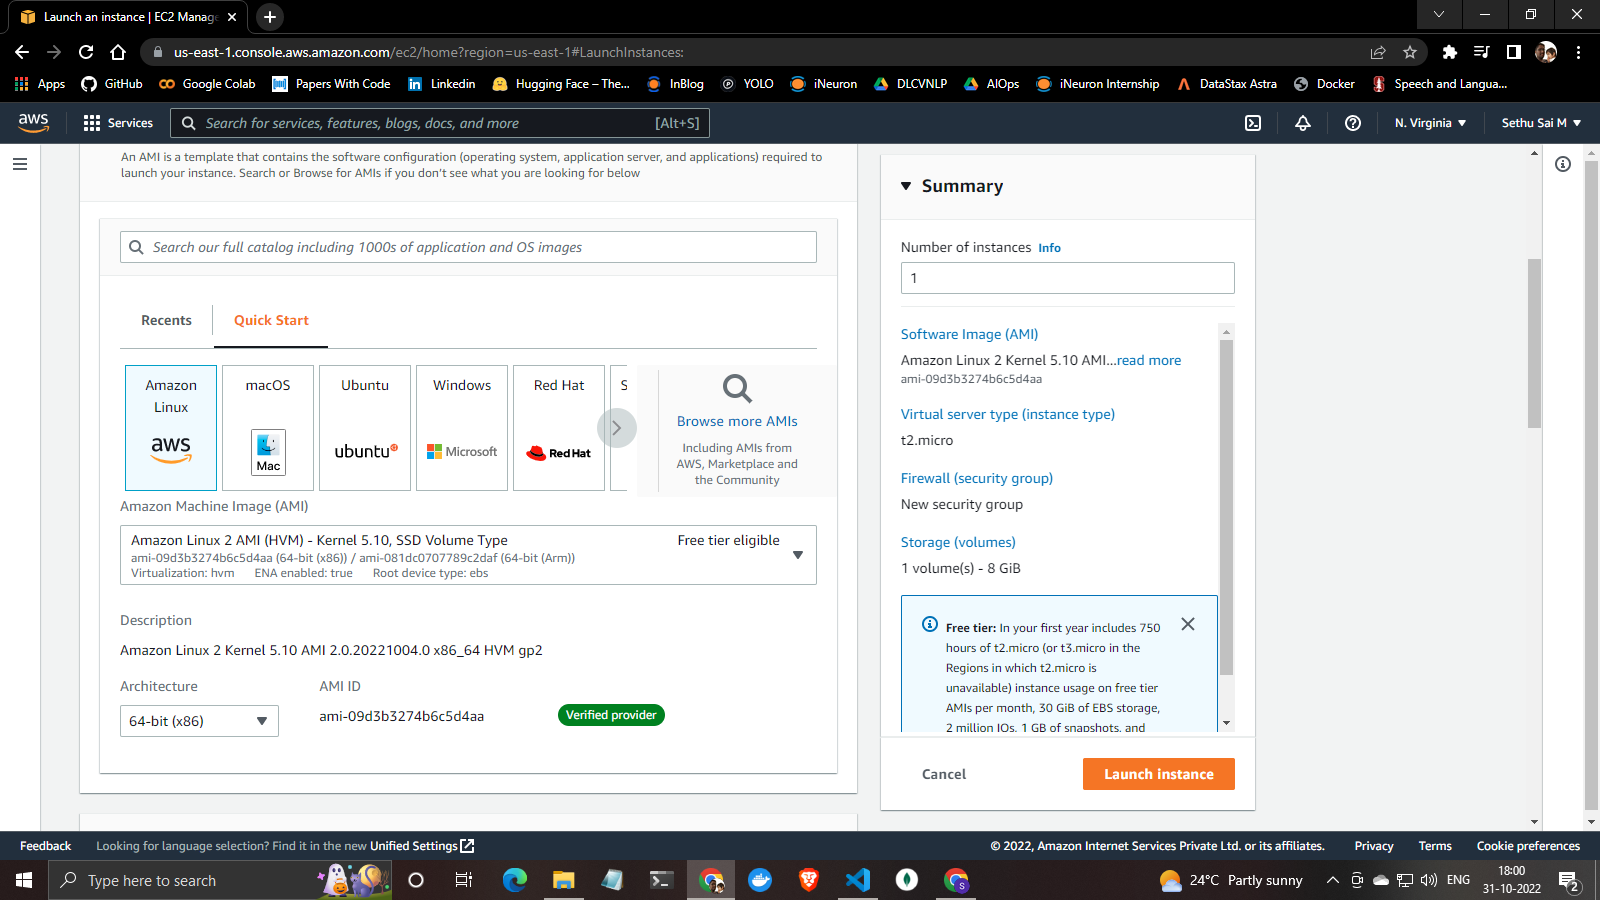 Launch an instance | EC2 Manage
us-east-1.console.aws.amazon.com/ec2/home?region=us-east-1#LaunchInstances:
Apps GitHub Google Colab Papers With Code Linkedin Hugging Face – The... InBlog YOLO iNeuron DLCVNLP AIOps iNeuron Internship DataStax Astra Docker Speech and Langua...
aws Services Search for services, features, blogs, docs, and more [Alt+S] N. Virginia Sethu Sai M
An AMI is a template that contains the software configuration (operating system, application server, and applications) required to
launch your instance. Search or Browse for AMIs if you don't see what you are looking for below
Search our full catalog including 1000s of application and OS images
Recents Quick Start
Amazon
Linux
aws
macOS
Mac
Ubuntu
ubuntu
Windows
Microsoft
Red Hat
Red Hat
S
Browse more AMIs
Including AMIs from
AWS, Marketplace and
the Community
Amazon Machine Image (AMI)
Amazon Linux 2 AMI (HVM) - Kernel 5.10, SSD Volume Type Free tier eligible
ami-09d3b3274b6c5d4aa (64-bit (x86)) / ami-081dc0707789c2daf (64-bit (Arm))
Virtualization: hvm ENA enabled: true Root device type: ebs
Description
Amazon Linux 2 Kernel 5.10 AMI 2.0.20221004.0 x86_64 HVM gp2
Architecture AMI ID
64-bit (x86) ami-09d3b3274b6c5d4aa Verified provider
Summary
Number of instances Info
1
Software Image (AMI)
Amazon Linux 2 Kernel 5.10 AMI...read more
ami-09d3b3274b6c5d4aa
Virtual server type (instance type)
t2.micro
Firewall (security group)
New security group
Storage (volumes)
1 volume(s) - 8 GiB
Free tier: In your first year includes 750
hours of t2.micro (or t3.micro in the
Regions in which t2.micro is
unavailable) instance usage on free tier
AMIs per month, 30 GiB of EBS storage,
2 million IOs, 1 GB of snapshots, and
Cancel Launch instance
Feedback Looking for language selection? Find it in the new Unified Settings © 2022, Amazon Internet Services Private Ltd. or its affiliates. Privacy Terms Cookie preferences
Type here to search 24°C Partly sunny ENG 18:00
31-10-2022 2